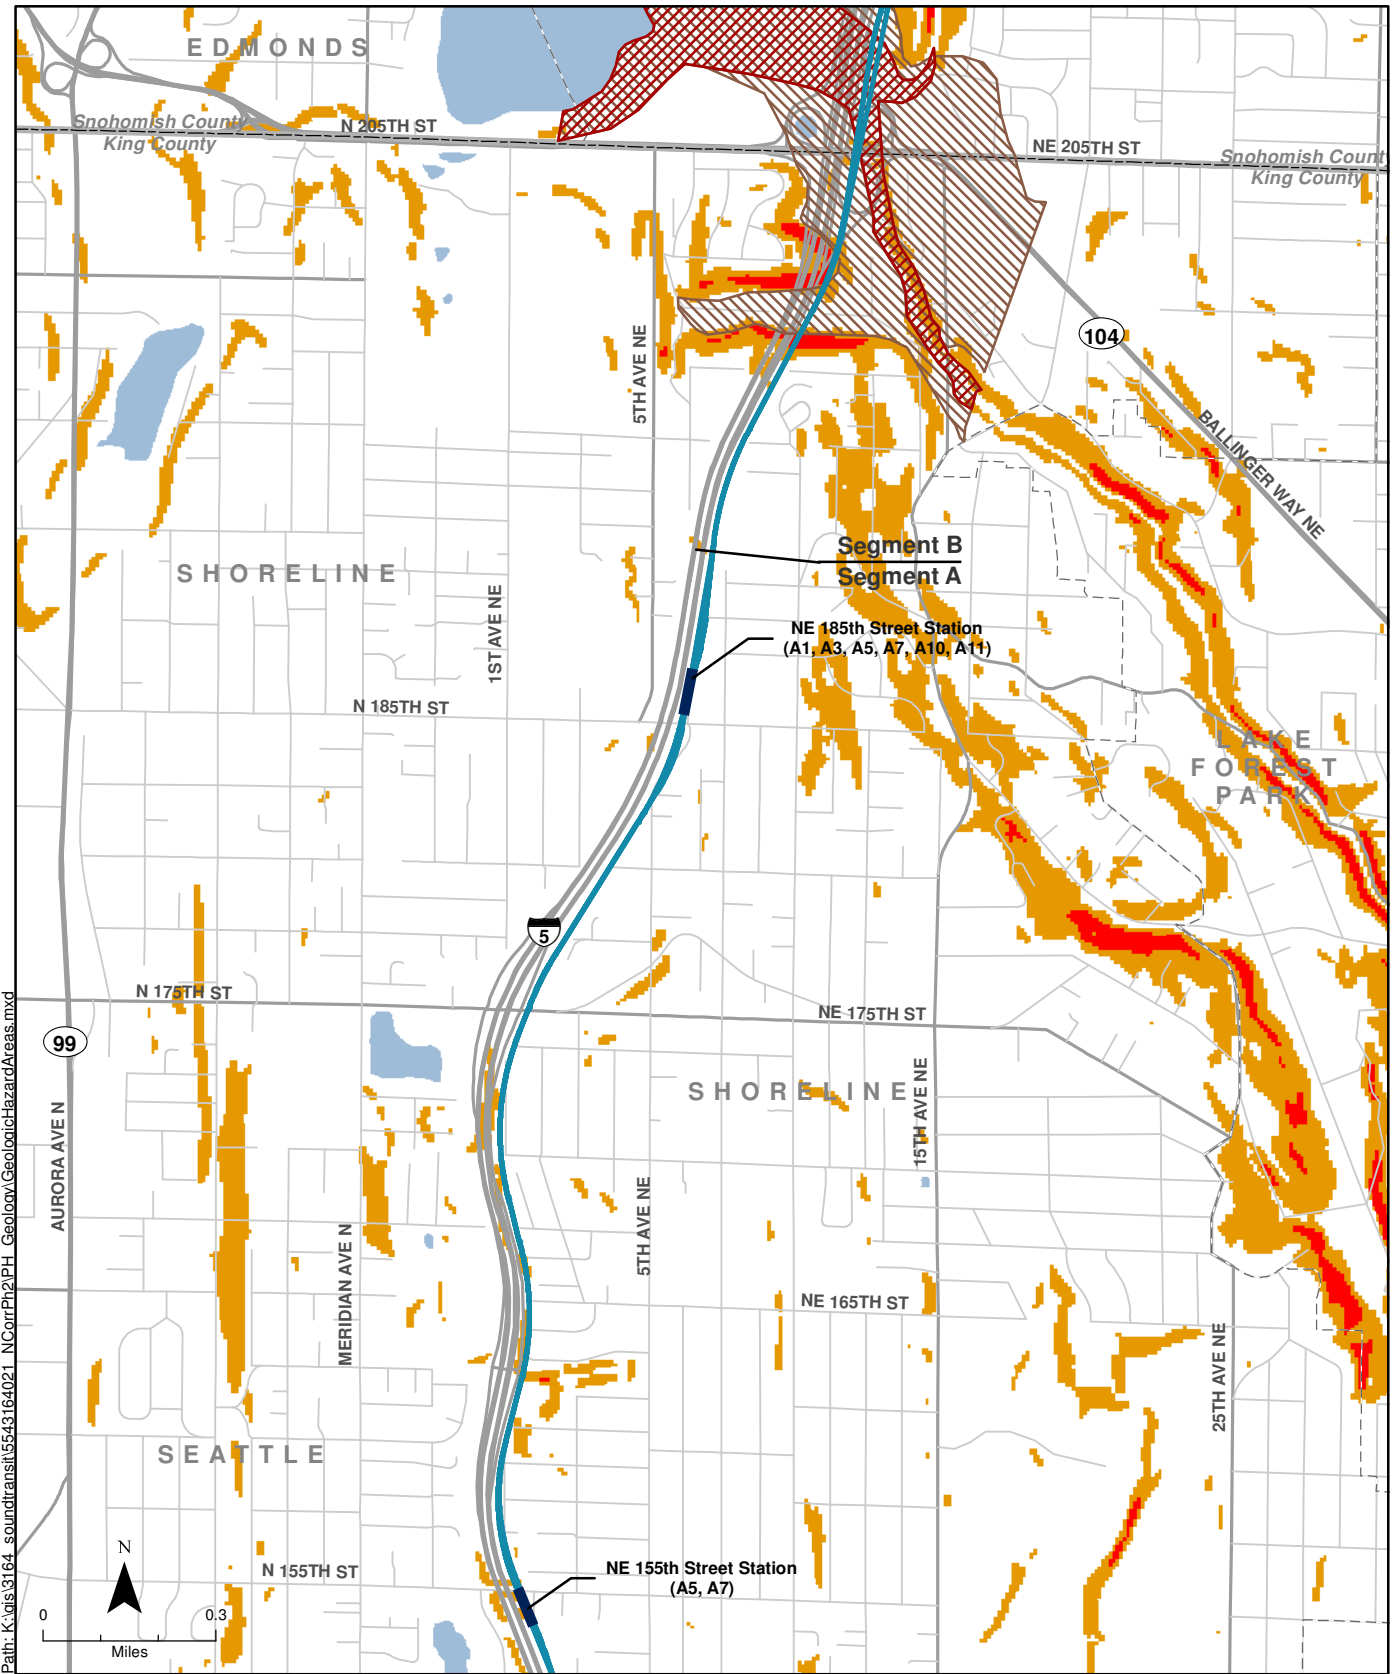 EDMONDS
Snohomish County
King County
N 205TH ST
NE 205TH ST
Snohomish Count
King County
104
5TH AVE NE
BALLINGER WAY NE
Segment B
Segment A
SHORELINE
1ST AVE NE
NE 185th Street Station
(A1, A3, A5, A7, A10, A11)
N 185TH ST
LAKE
FOREST
PARK
5
N 175TH ST
NE 175TH ST
99
SHORELINE
15TH AVE NE
AURORA AVE N
5TH AVE NE
MERIDIAN AVE N
NE 165TH ST
25TH AVE NE
SEATTLE
N 155TH ST
NE 155th Street Station
(A5, A7)
N
0 0.3
Miles
Path: K:\gis\3164_soundtransit\5543164021_NCorrPh2\PH_Geology\GeologicHazardAreas.mxd